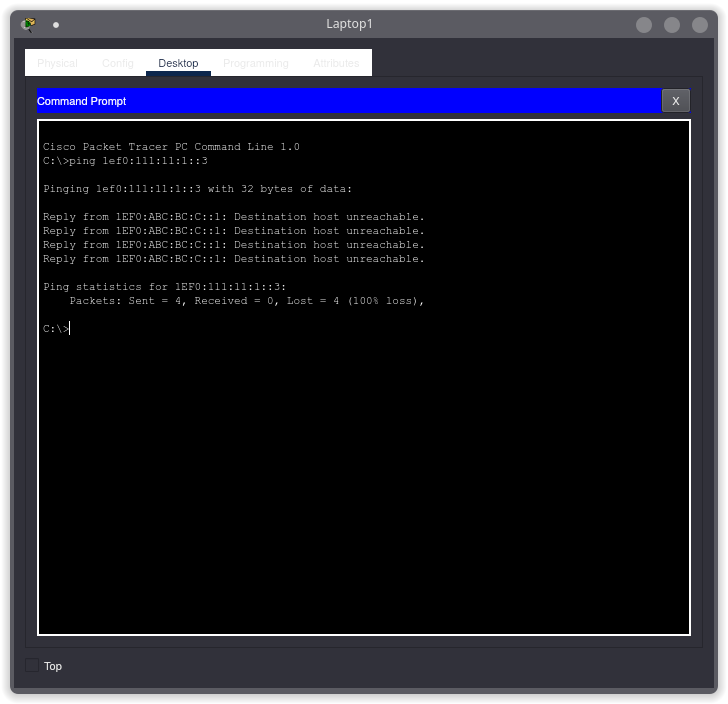 Laptop1
Physical Config Desktop Programming Attributes
Command Prompt X
Cisco Packet Tracer PC Command Line 1.0
C:\>ping 1ef0:111:11:1::3
Pinging 1ef0:111:11:1::3 with 32 bytes of data:
Reply from 1EF0:ABC:BC:C::1: Destination host unreachable.
Reply from 1EF0:ABC:BC:C::1: Destination host unreachable.
Reply from 1EF0:ABC:BC:C::1: Destination host unreachable.
Reply from 1EF0:ABC:BC:C::1: Destination host unreachable.
Ping statistics for 1EF0:111:11:1::3:
Packets: Sent = 4, Received = 0, Lost = 4 (100% loss),
C:\>
Top